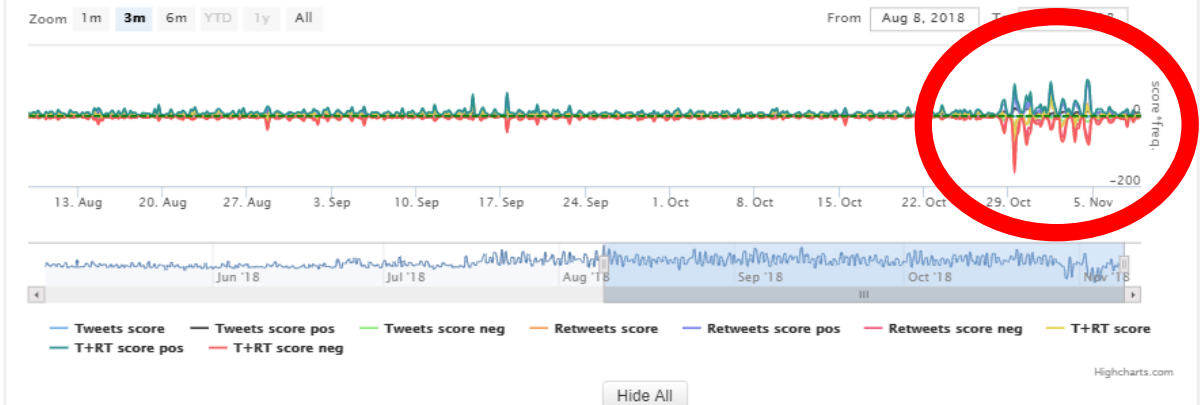 Zoom 1m 3m 6m YTD 1y All From Aug 8, 2018
0
score *freq.
-200
13. Aug 20. Aug 27. Aug 3. Sep 10. Sep 17. Sep 24. Sep 1. Oct 8. Oct 15. Oct 22. Oct 29. Oct 5. Nov
Jun '18 Jul '18 Aug '18 Sep '18 Oct '18 Nov '18
Tweets score Tweets score pos Tweets score neg Retweets score Retweets score pos Retweets score neg T+RT score
T+RT score pos T+RT score neg
Highcharts.com
Hide All